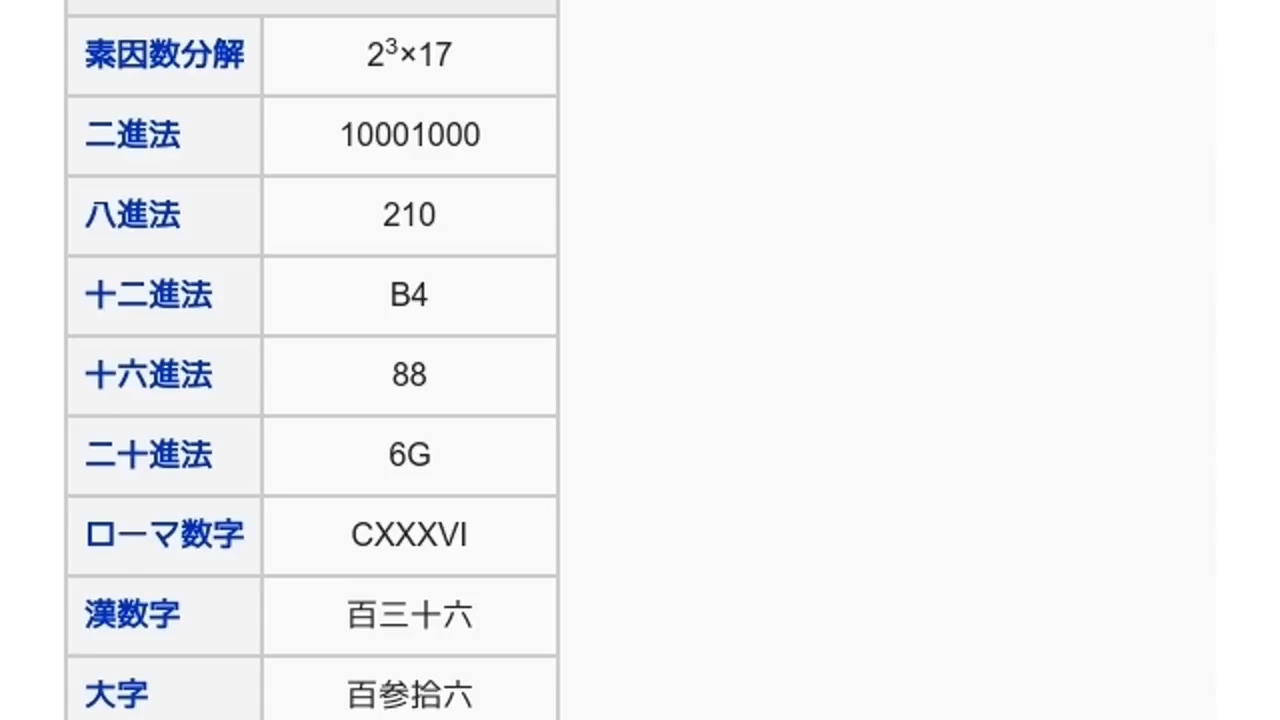 素因数分解 2³×17
二進法 10001000
八進法 210
十二進法 B4
十六進法 88
二十進法 6G
ローマ数字 CXXXVI
漢数字 百三十六
大字 百参拾六